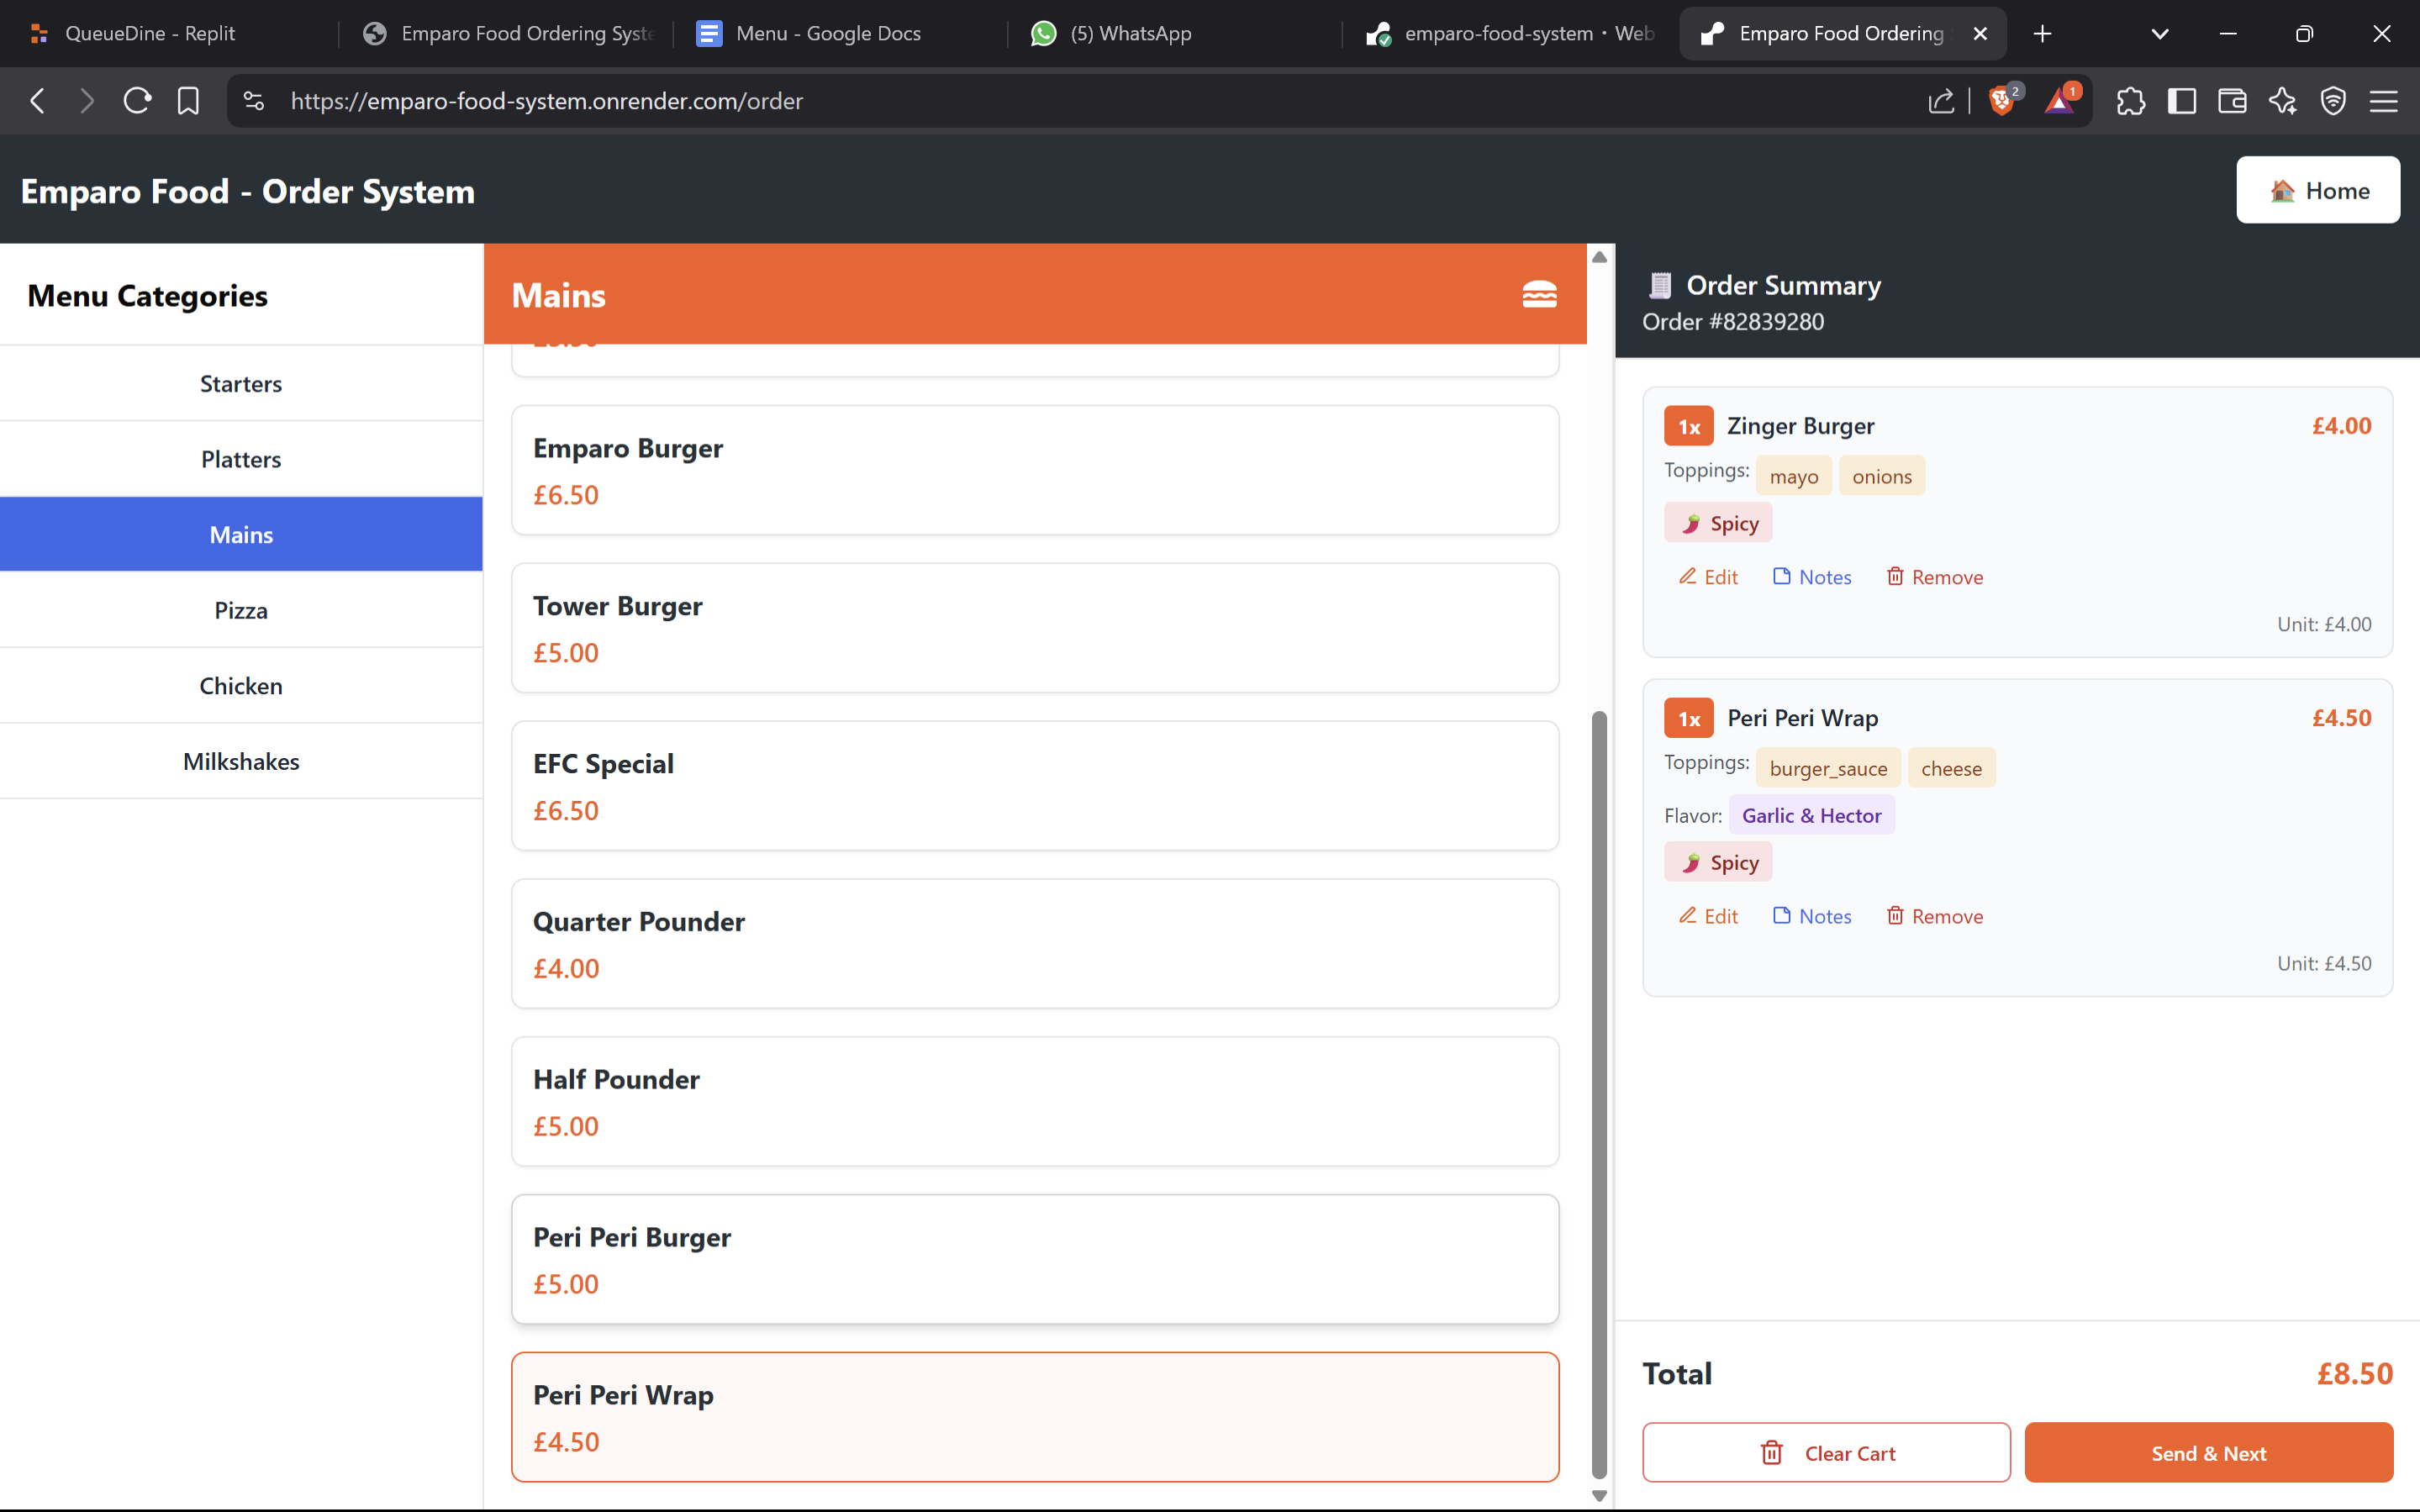 QueueDine - Replit
Emparo Food Ordering Syste
Menu - Google Docs
(5) WhatsApp
emparo-food-system • Web
Emparo Food Ordering
https://emparo-food-system.onrender.com/order
2
1
Emparo Food - Order System
Home
Menu Categories
Starters
Platters
Mains
Pizza
Chicken
Milkshakes
Mains
Emparo Burger
£6.50
Tower Burger
£5.00
EFC Special
£6.50
Quarter Pounder
£4.00
Half Pounder
£5.00
Peri Peri Burger
£5.00
Peri Peri Wrap
£4.50
Order Summary
Order #82839280
1x Zinger Burger £4.00
Toppings: mayo onions
Spicy
Edit Notes Remove
Unit: £4.00
1x Peri Peri Wrap £4.50
Toppings: burger_sauce cheese
Flavor: Garlic & Hector
Spicy
Edit Notes Remove
Unit: £4.50
Total £8.50
Clear Cart
Send & Next